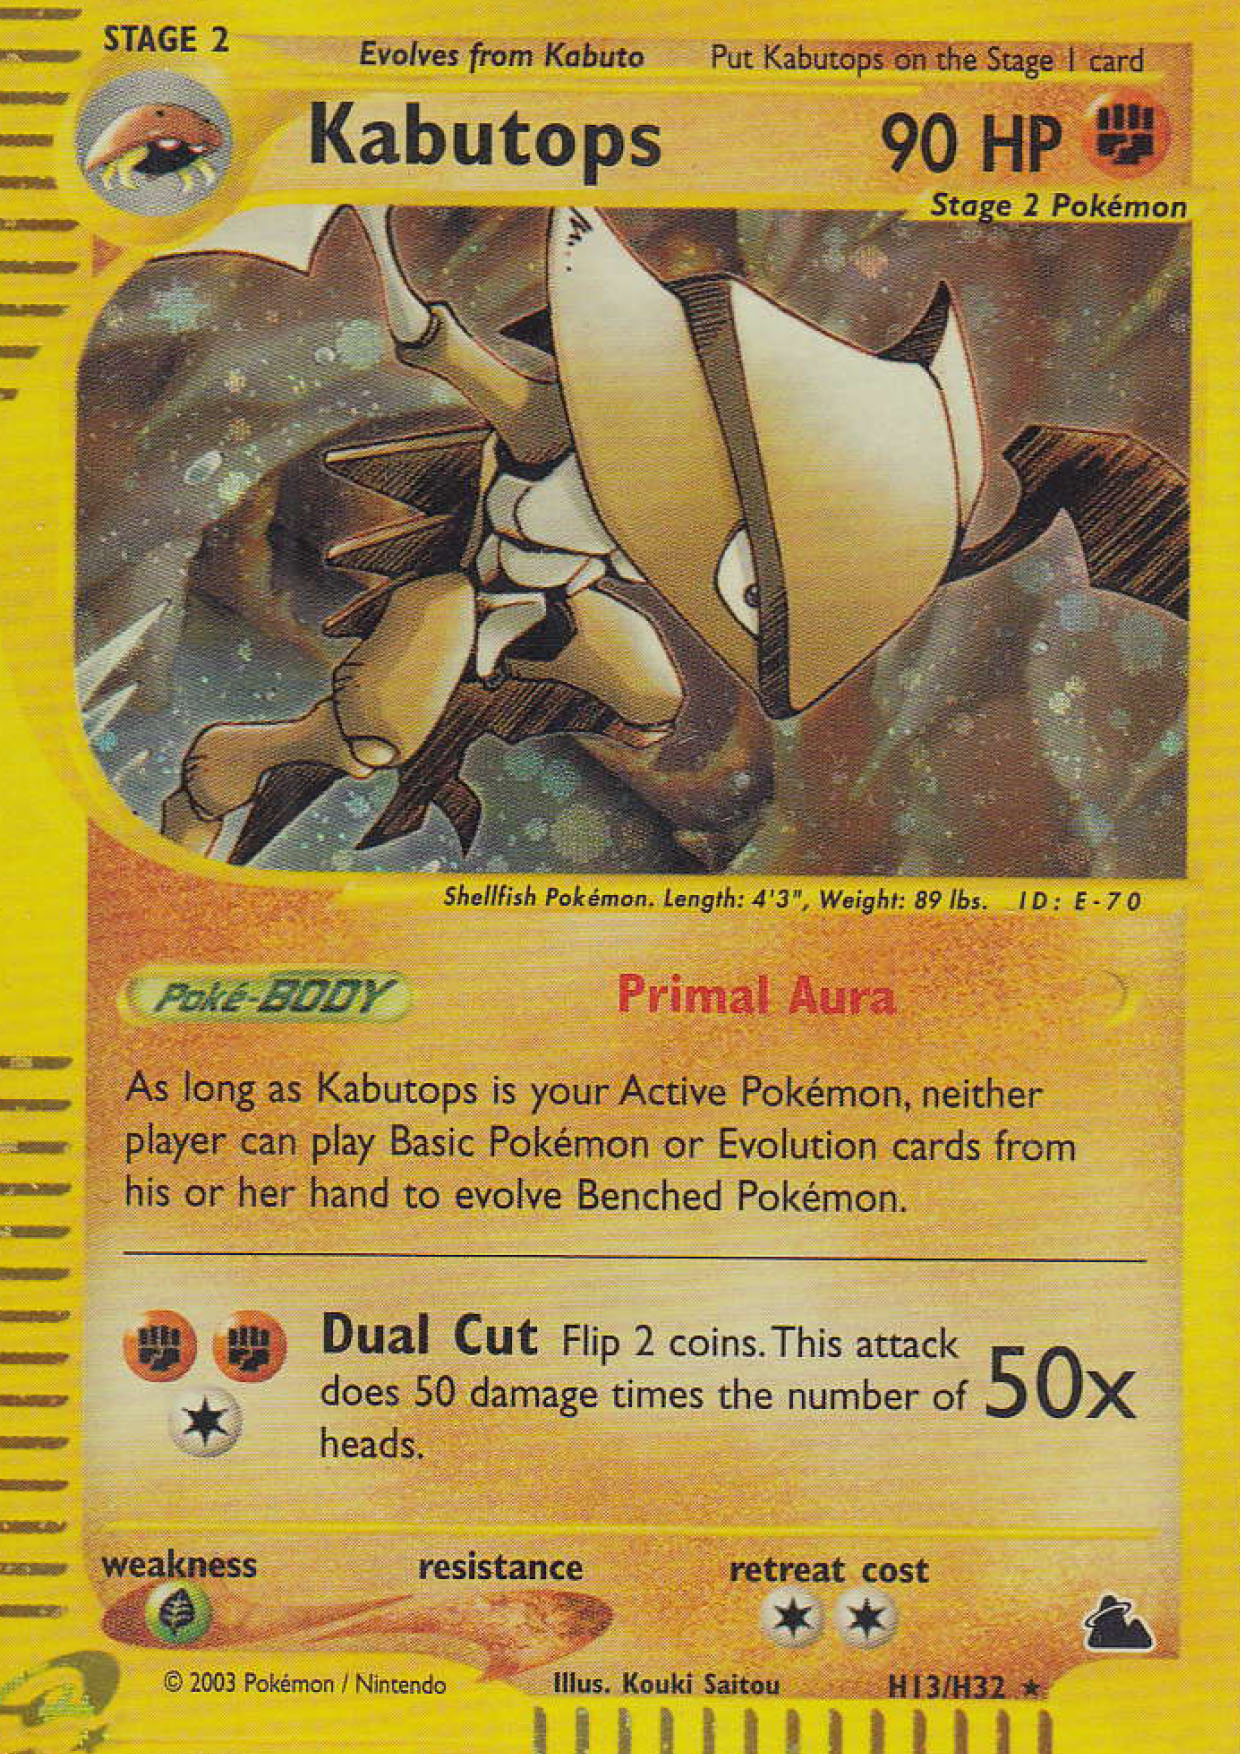 STAGE 2
Evolves from Kabuto Put Kabutops on the Stage 1 card
Kabutops 90 HP
Stage 2 Pokémon
Shellfish Pokémon. Length: 4'3", Weight: 89 lbs. ID: E-70
Poké-BODY Primal Aura
As long as Kabutops is your Active Pokémon, neither
player can play Basic Pokémon or Evolution cards from
his or her hand to evolve Benched Pokémon.
Dual Cut Flip 2 coins. This attack
does 50 damage times the number of 50x
heads.
weakness resistance retreat cost
© 2003 Pokémon / Nintendo Illus. Kouki Saitou H13/H32 ★